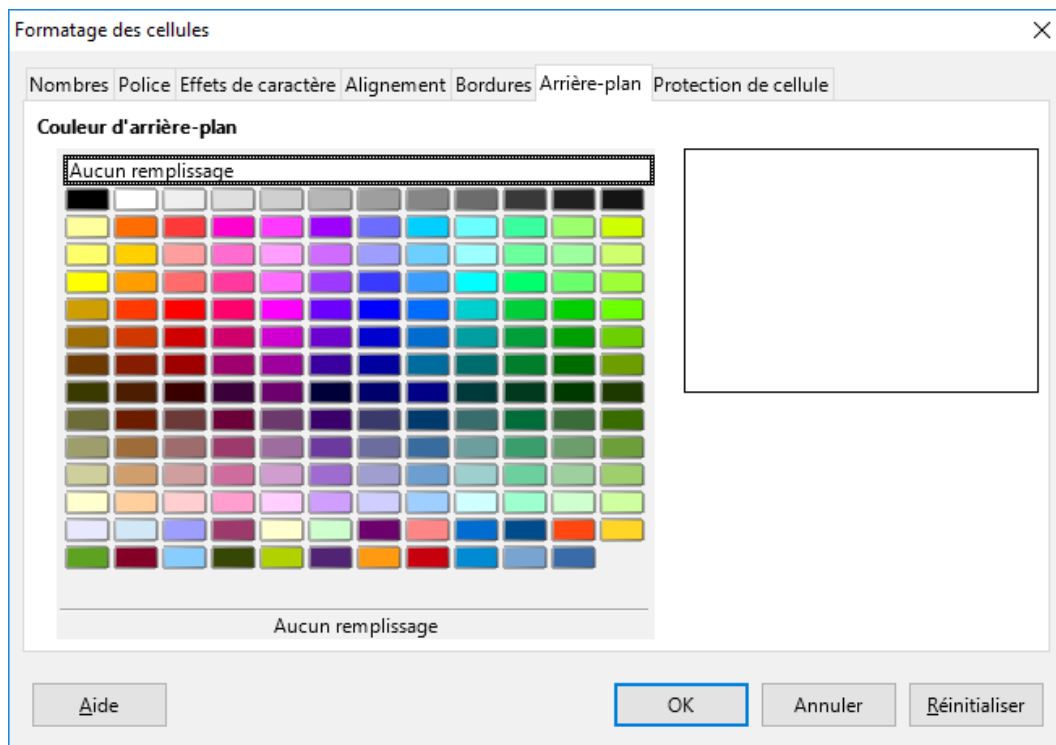 Formatage des cellules
Nombres Police Effets de caractère Alignement Bordures Arrière-plan Protection de cellule
Couleur d'arrière-plan
Aucun remplissage
Aucun remplissage
Aide OK Annuler Réinitialiser